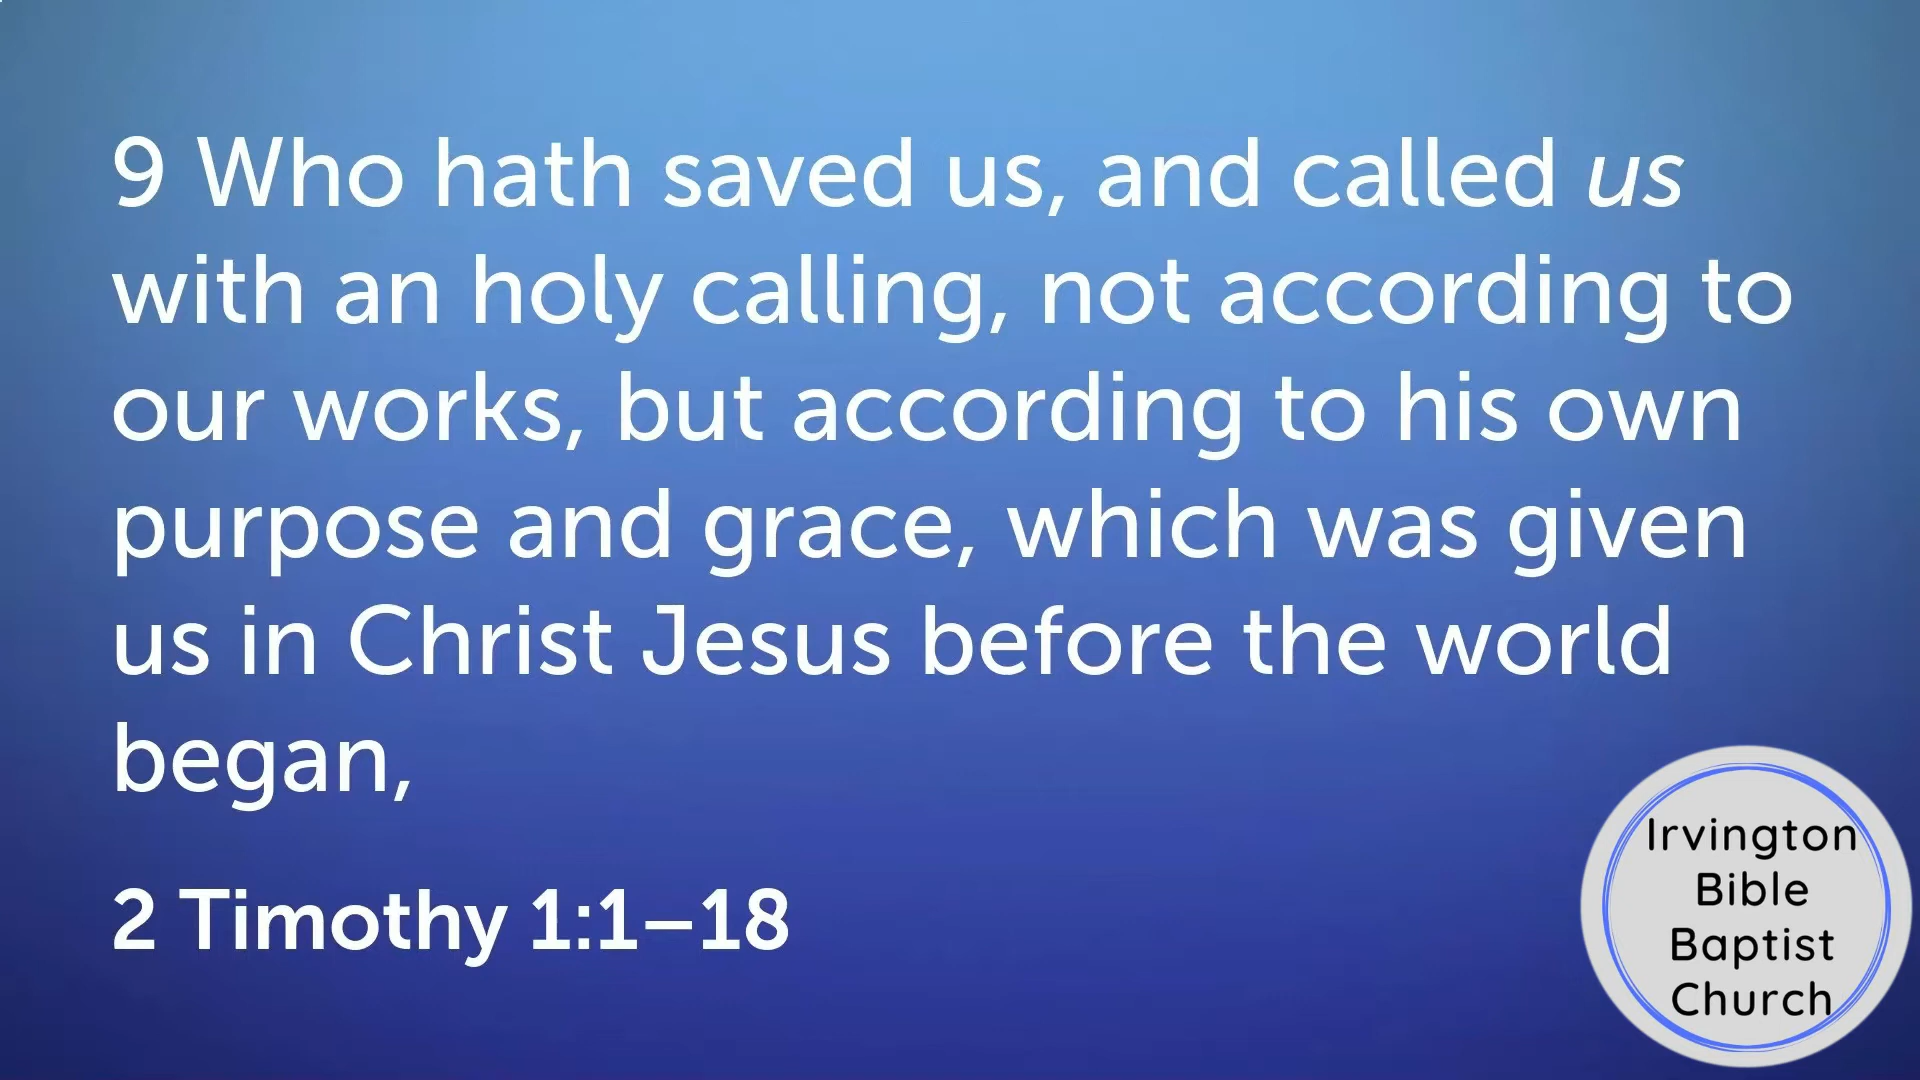 9 Who hath saved us, and called us
with an holy calling, not according to
our works, but according to his own
purpose and grace, which was given
us in Christ Jesus before the world
began,
2 Timothy 1:1–18
Irvington
Bible
Baptist
Church